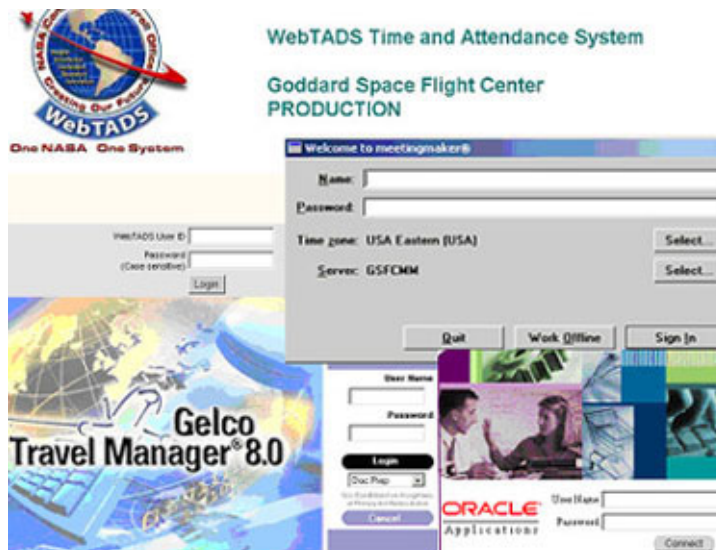 WebTADS Time and Attendance System
Goddard Space Flight Center
PRODUCTION
Creating Our Future
WebTADS
One NASA One System
Welcome to meetingmaker®
Name:
Password:
Time zone: USA Eastern (USA)
Select...
Server: GSFCMM
Select...
Quit
Work Offline
Sign In
WebTADS User ID
Password
(Case sensitive)
Login
Gelco
Travel Manager® 8.0
User Name
Password
Login
Doc Prep
Cancel
ORACLE
Applications
User Name
Password
Connect